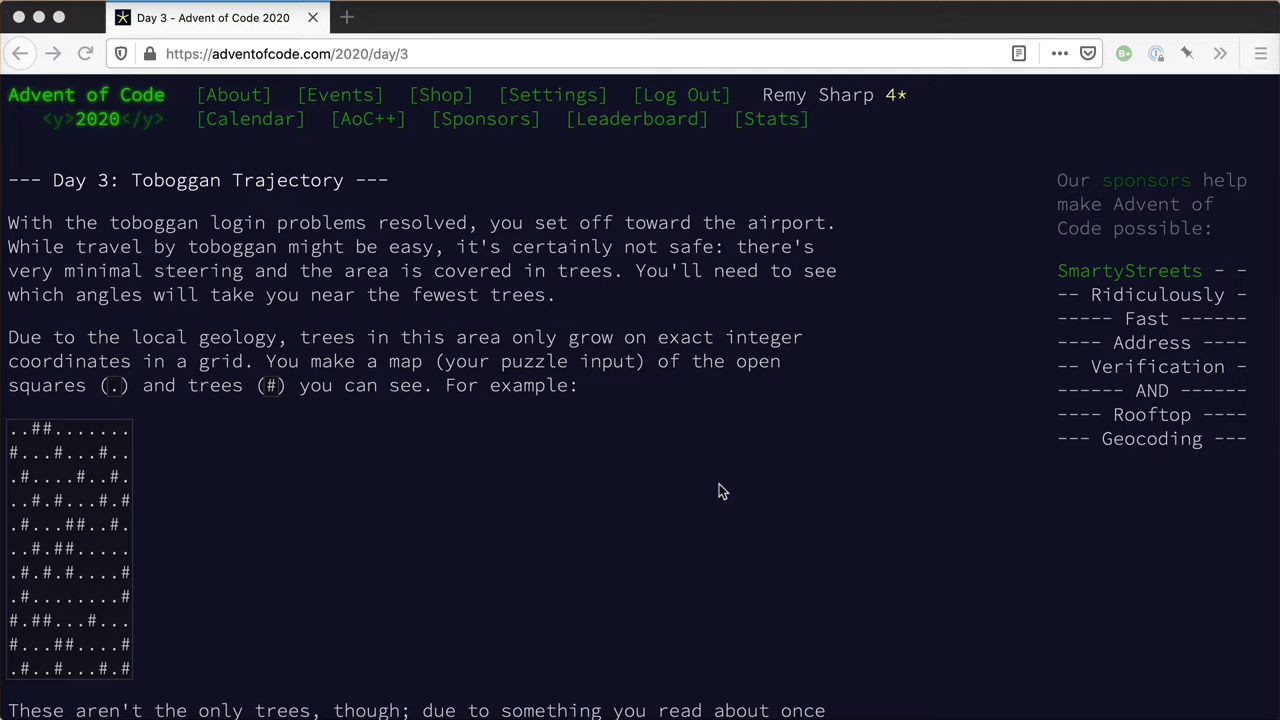 Day 3 - Advent of Code 2020
https://adventofcode.com/2020/day/3
Advent of Code [About] [Events] [Shop] [Settings] [Log Out] Remy Sharp 4*
<y>2020</y> [Calendar] [AoC++] [Sponsors] [Leaderboard] [Stats]
--- Day 3: Toboggan Trajectory ---
With the toboggan login problems resolved, you set off toward the airport.
While travel by toboggan might be easy, it's certainly not safe: there's
very minimal steering and the area is covered in trees. You'll need to see
which angles will take you near the fewest trees.
Due to the local geology, trees in this area only grow on exact integer
coordinates in a grid. You make a map (your puzzle input) of the open
squares (.) and trees (#) you can see. For example:
..##.......
#...#...#..
.#....#..#.
..#.#...#.#
.#...##..#.
..#.##.....
.#.#.#....#
.#........#
#.##...#...
#...##....#
.#..#...#.#
These aren't the only trees, though; due to something you read about once
Our sponsors help
make Advent of
Code possible:
SmartyStreets - -
-- Ridiculously -
----- Fast ------
---- Address ----
-- Verification -
------ AND ------
---- Rooftop ----
--- Geocoding ---